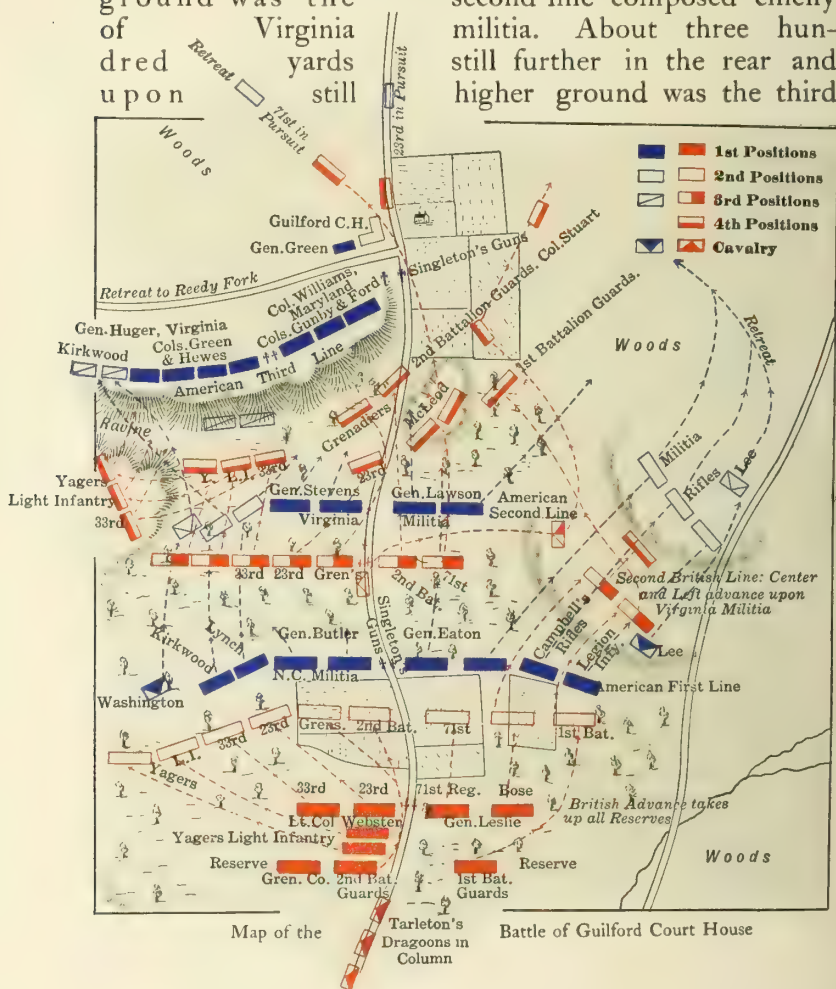 ground was the
of Virginia
dred yards
upon still
second line composed chiefly
militia. About three hun-
still further in the rear and
higher ground was the third
Retreat
71st in
Pursuit
23rd in Pursuit
Woods
1st Positions
2nd Positions
3rd Positions
4th Positions
Cavalry
Guilford C.H.
Gen.Green
Singleton's Guns
2nd Battalion Guards. Col.Stuart
Retreat to Reedy Fork
Col.Williams,
Maryland
Cols.Gunby & Ford
Gen.Huger, Virginia
Cols.Green
& Hewes
Kirkwood
American Third Line
1st Battalion Guards.
Woods
Retreat
Ravine
Grenadiers
McLeod
Militia
Rifles
Lee
Yagers
Light Infantry
33rd
Y. L.I. 33rd
23rd
Gen.Stevens
Virginia
Gen.Lawson
Militia
American
Second Line
33rd 23rd Gren's
2nd Bat. 71st
Second British Line: Center
and Left advance upon
Virginia Militia
Singleton's
Guns
Kirkwood
Lynch
Gen.Butler
N.C. Militia
Gen.Eaton
Campbell's
Rifles
Legion
Inty.
Lee
Washington
American First Line
Yagers
L.I.
33rd
23rd
Grens. 2nd Bat.
71st
1st Bat.
33rd 23rd
Lt.Col Webster
71st Reg. Bose
Gen.Leslie
British Advance takes
up all Reserves
Yagers Light Infantry
Reserve
Gren. Co. 2nd Bat.
Guards
1st Bat.
Guards
Reserve
Woods
Tarleton's
Dragoons in
Column
Map of the Battle of Guilford Court House